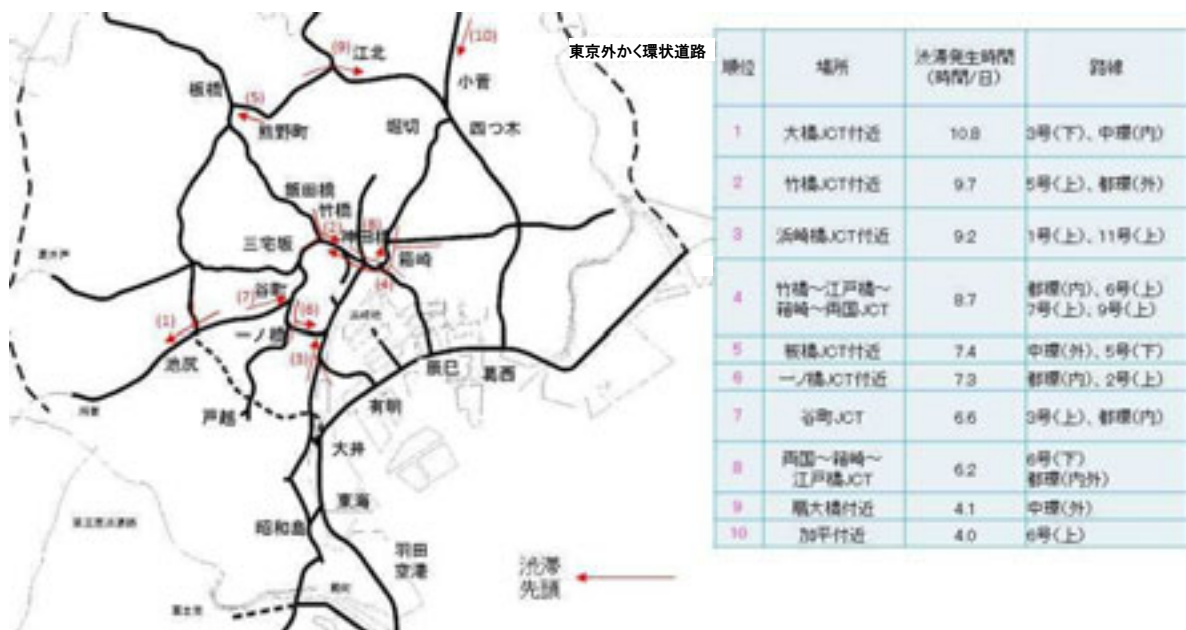 東京外かく環状道路
(10)
(9)
江北
小菅
板橋
(5)
熊野町
堀切
四つ木
飯田橋
竹橋
(2)
神田橋
(8)
三宅坂
箱崎
(4)
谷町
(7)
(6)
(1)
一ノ橋
(3)
池尻
辰巳
葛西
有明
戸越
大井
東海
昭和島
羽田
空港
渋滞
先頭
順位 場所 渋滞発生時間 路線
(時間/日)
1 大橋JCT付近 10.8 3号(下)、中環(内)
2 竹橋JCT付近 9.7 5号(上)、都環(外)
3 浜崎橋JCT付近 9.2 1号(上)、11号(上)
4 竹橋～江戸橋～ 8.7 都環(内)、6号(上)
箱崎～両国JCT 7号(上)、9号(上)
5 板橋JCT付近 7.4 中環(外)、5号(下)
6 一ノ橋JCT付近 7.3 都環(内)、2号(上)
7 谷町JCT 6.6 3号(上)、都環(内)
8 両国～箱崎～ 6.2 6号(下)
江戸橋JCT 都環(内外)
9 扇大橋付近 4.1 中環(外)
10 加平付近 4.0 6号(上)